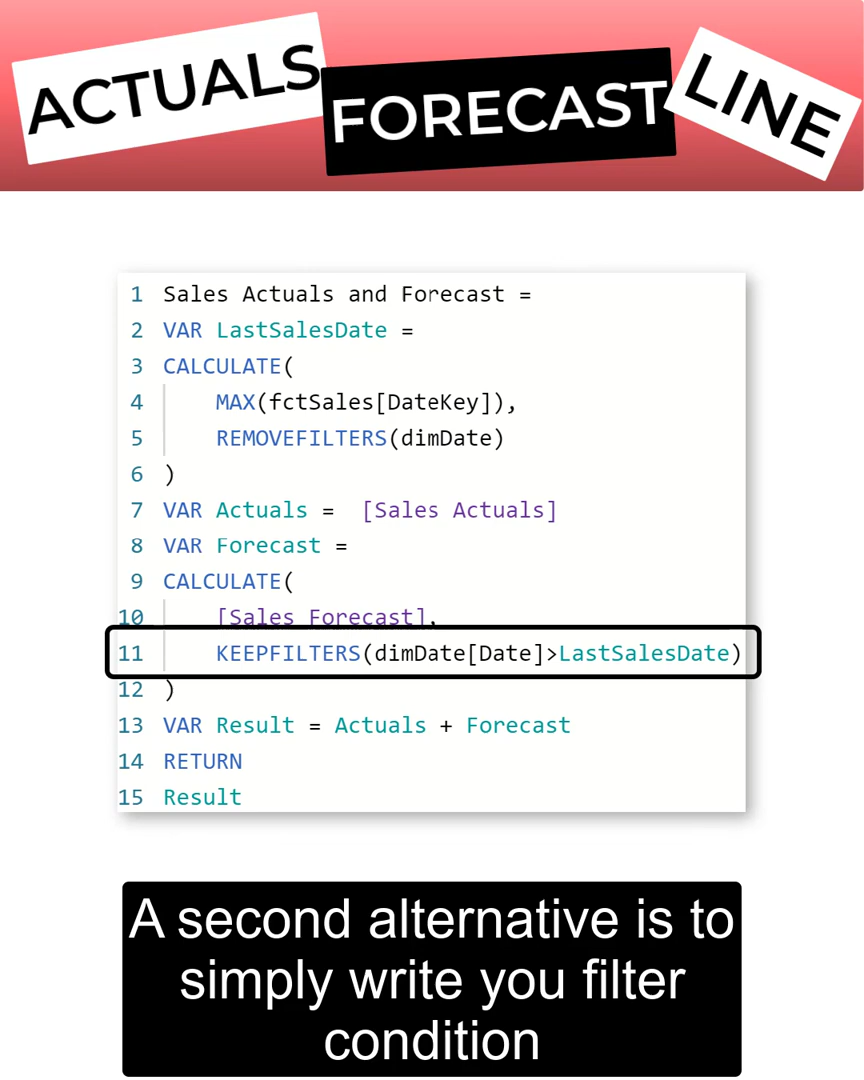 ACTUALS FORECAST LINE
1 Sales Actuals and Forecast =
2 VAR LastSalesDate =
3 CALCULATE(
4 MAX(fctSales[DateKey]),
5 REMOVEFILTERS(dimDate)
6 )
7 VAR Actuals = [Sales Actuals]
8 VAR Forecast =
9 CALCULATE(
10 [Sales Forecast],
11 KEEPFILTERS(dimDate[Date]>LastSalesDate)
12 )
13 VAR Result = Actuals + Forecast
14 RETURN
15 Result
A second alternative is to
simply write you filter
condition